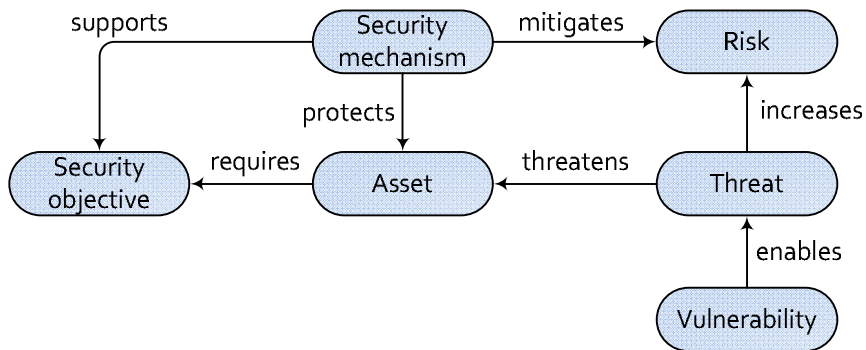 supports
Security
mechanism
mitigates
Risk
protects
increases
Security
objective
requires
Asset
threatens
Threat
enables
Vulnerability